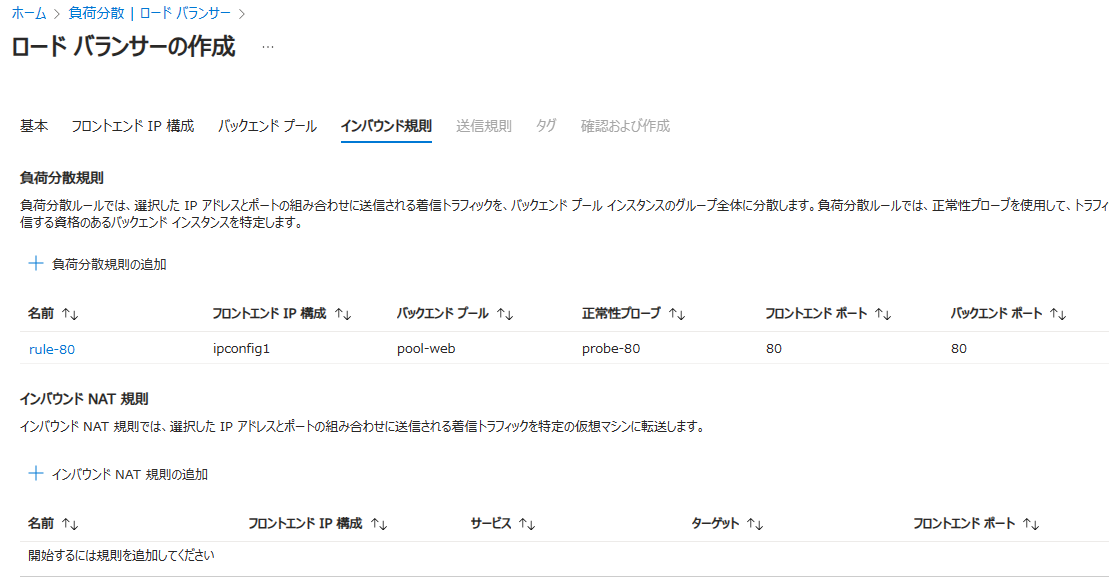 ホーム > 負荷分散 | ロード バランサー >
ロード バランサーの作成 …
基本 フロントエンド IP 構成 バックエンド プール インバウンド規則 送信規則 タグ 確認および作成
負荷分散規則
負荷分散ルールでは、選択した IP アドレスとポートの組み合わせに送信される着信トラフィックを、バックエンド プール インスタンスのグループ全体に分散します。負荷分散ルールでは、正常性プローブを使用して、トラフィ
信する資格のあるバックエンド インスタンスを特定します。
+ 負荷分散規則の追加
名前 ↑↓ フロントエンド IP 構成 ↑↓ バックエンド プール ↑↓ 正常性プローブ ↑↓ フロントエンド ポート ↑↓ バックエンド ポート ↑↓
rule-80 ipconfig1 pool-web probe-80 80 80
インバウンド NAT 規則
インバウンド NAT 規則では、選択した IP アドレスとポートの組み合わせに送信される着信トラフィックを特定の仮想マシンに転送します。
+ インバウンド NAT 規則の追加
名前 ↑↓ フロントエンド IP 構成 ↑↓ サービス ↑↓ ターゲット ↑↓ フロントエンド ポート ↑↓
開始するには規則を追加してください